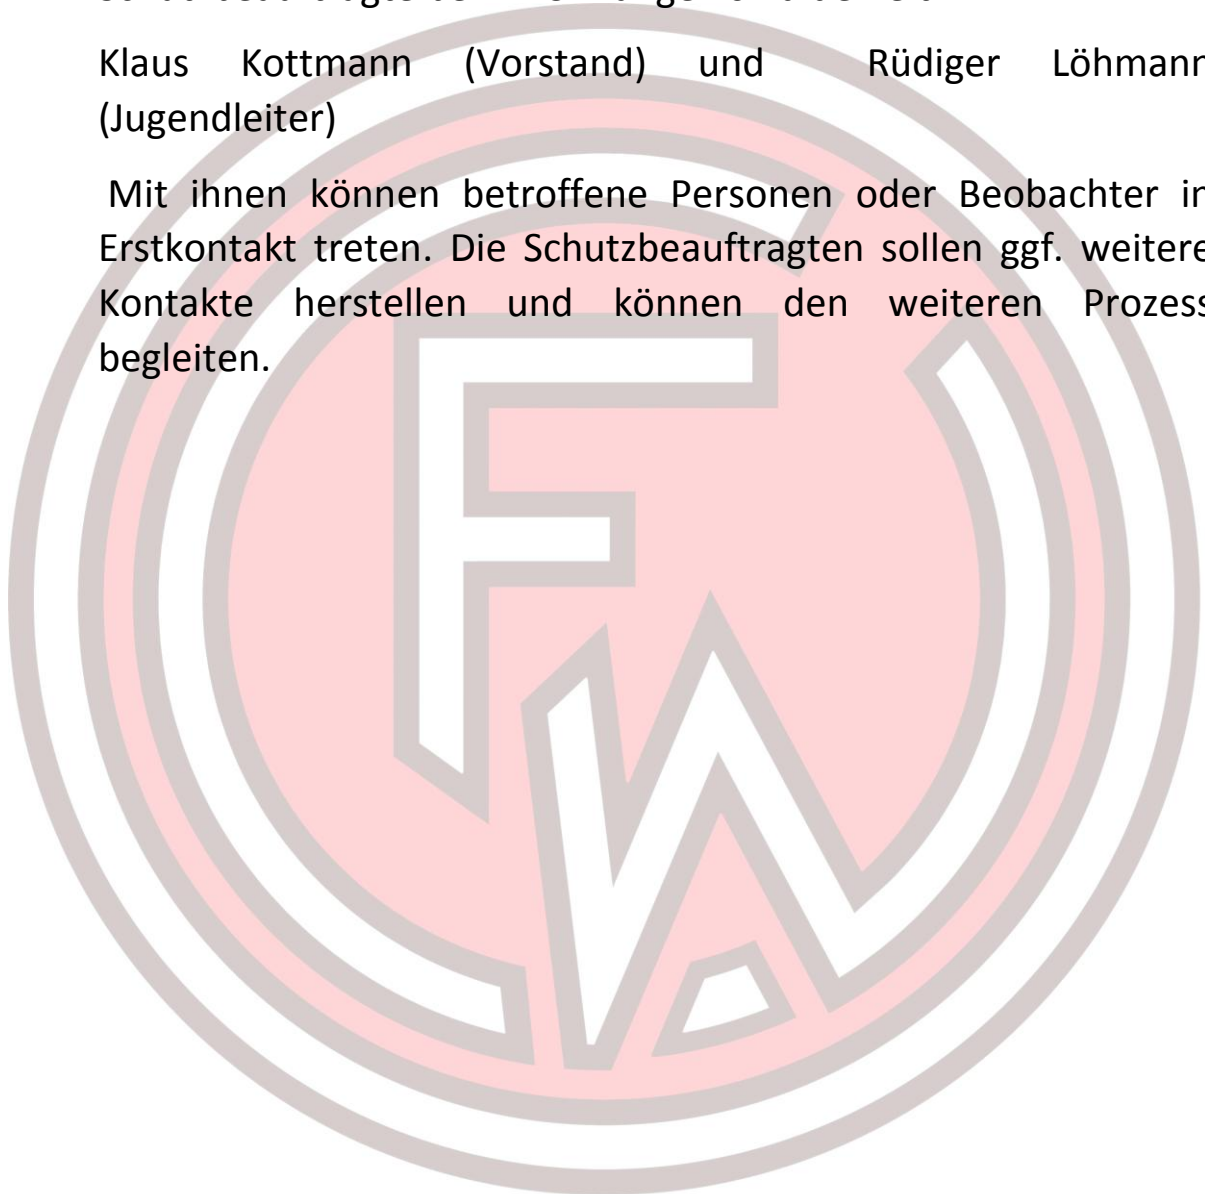 Klaus Kottmann (Vorstand) und Rüdiger Löhmann
(Jugendleiter)
Mit ihnen können betroffene Personen oder Beobachter in
Erstkontakt treten. Die Schutzbeauftragten sollen ggf. weitere
Kontakte herstellen und können den weiteren Prozess
begleiten.